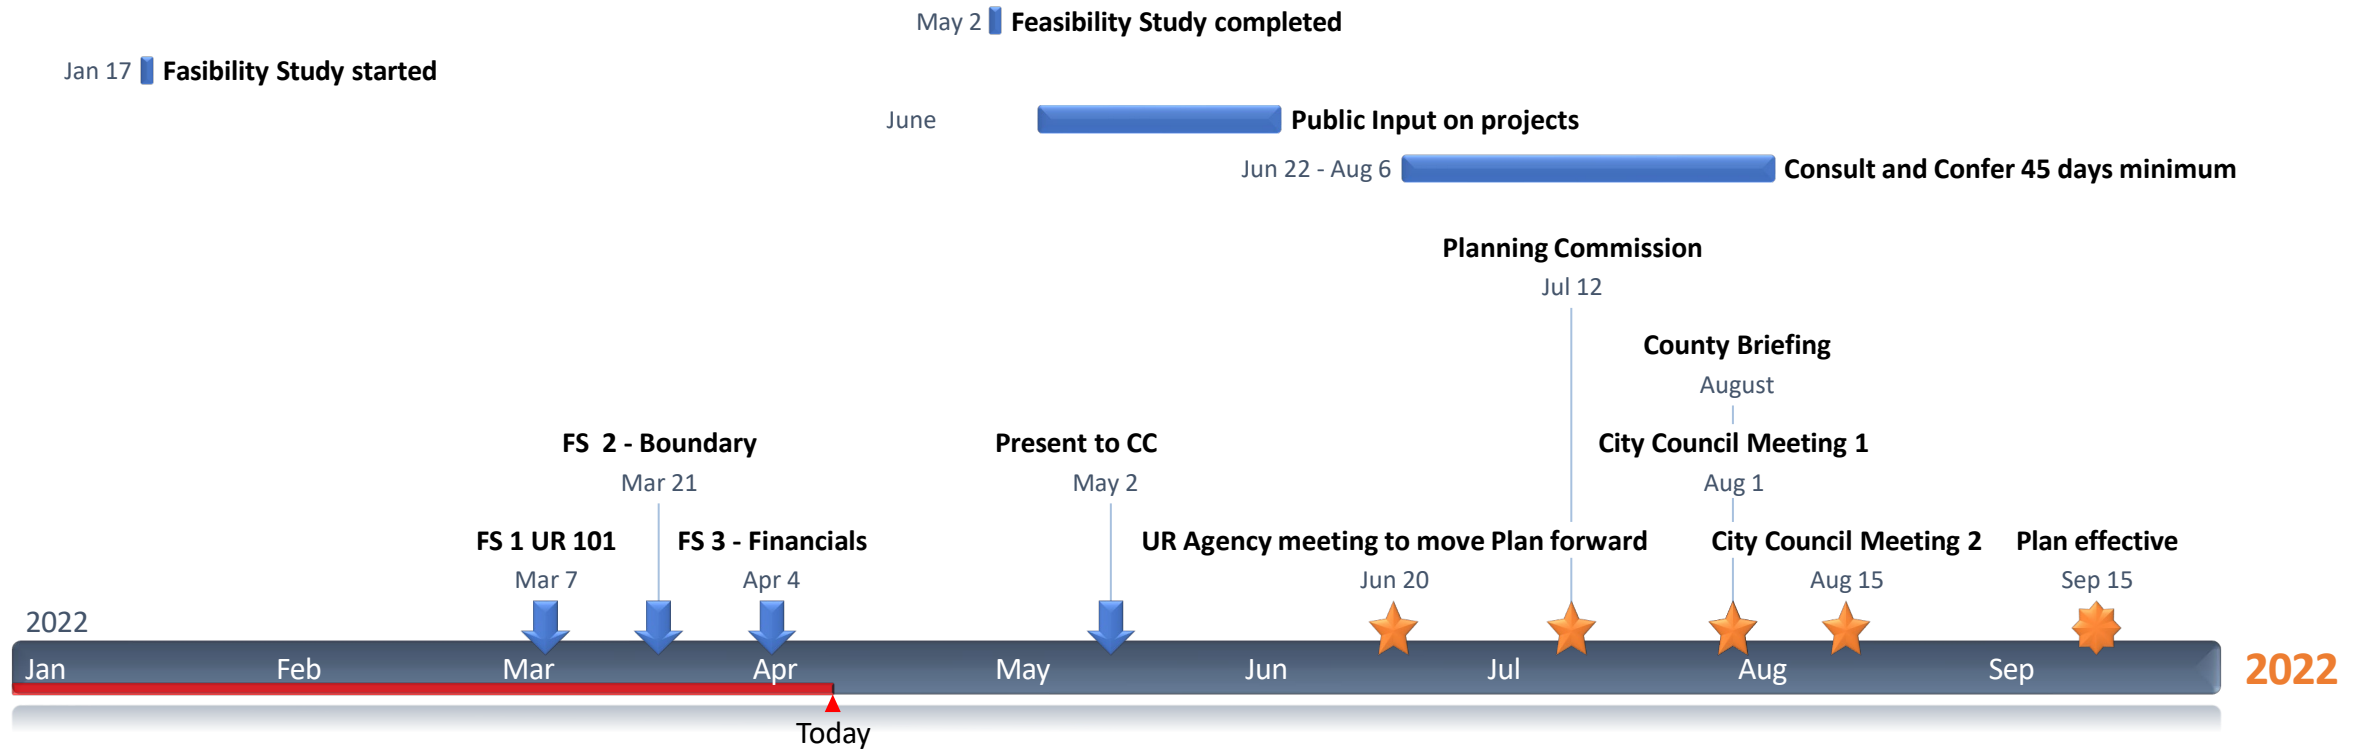 May 2 Feasibility Study completed
Jan 17 Fasibility Study started
June Public Input on projects
Jun 22 - Aug 6 Consult and Confer 45 days minimum
Planning Commission
Jul 12
County Briefing
August
FS 2 - Boundary Present to CC City Council Meeting 1
Mar 21 May 2 Aug 1
FS 1 UR 101 FS 3 - Financials UR Agency meeting to move Plan forward City Council Meeting 2 Plan effective
Mar 7 Apr 4 Jun 20 Aug 15 Sep 15
2022
Jan Feb Mar Apr May Jun Jul Aug Sep 2022
Today